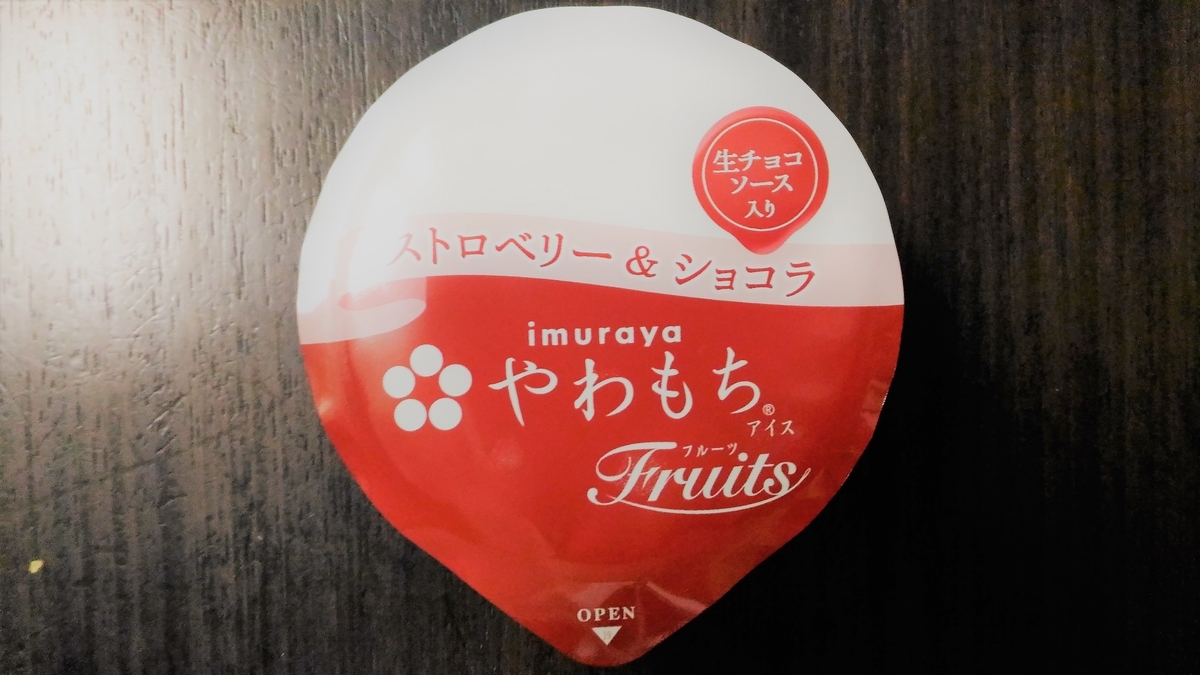 生チョコ
ソース
入り
ストロベリー & ショコラ
imuraya
やわもち®
アイス
フルーツ
Fruits
OPEN